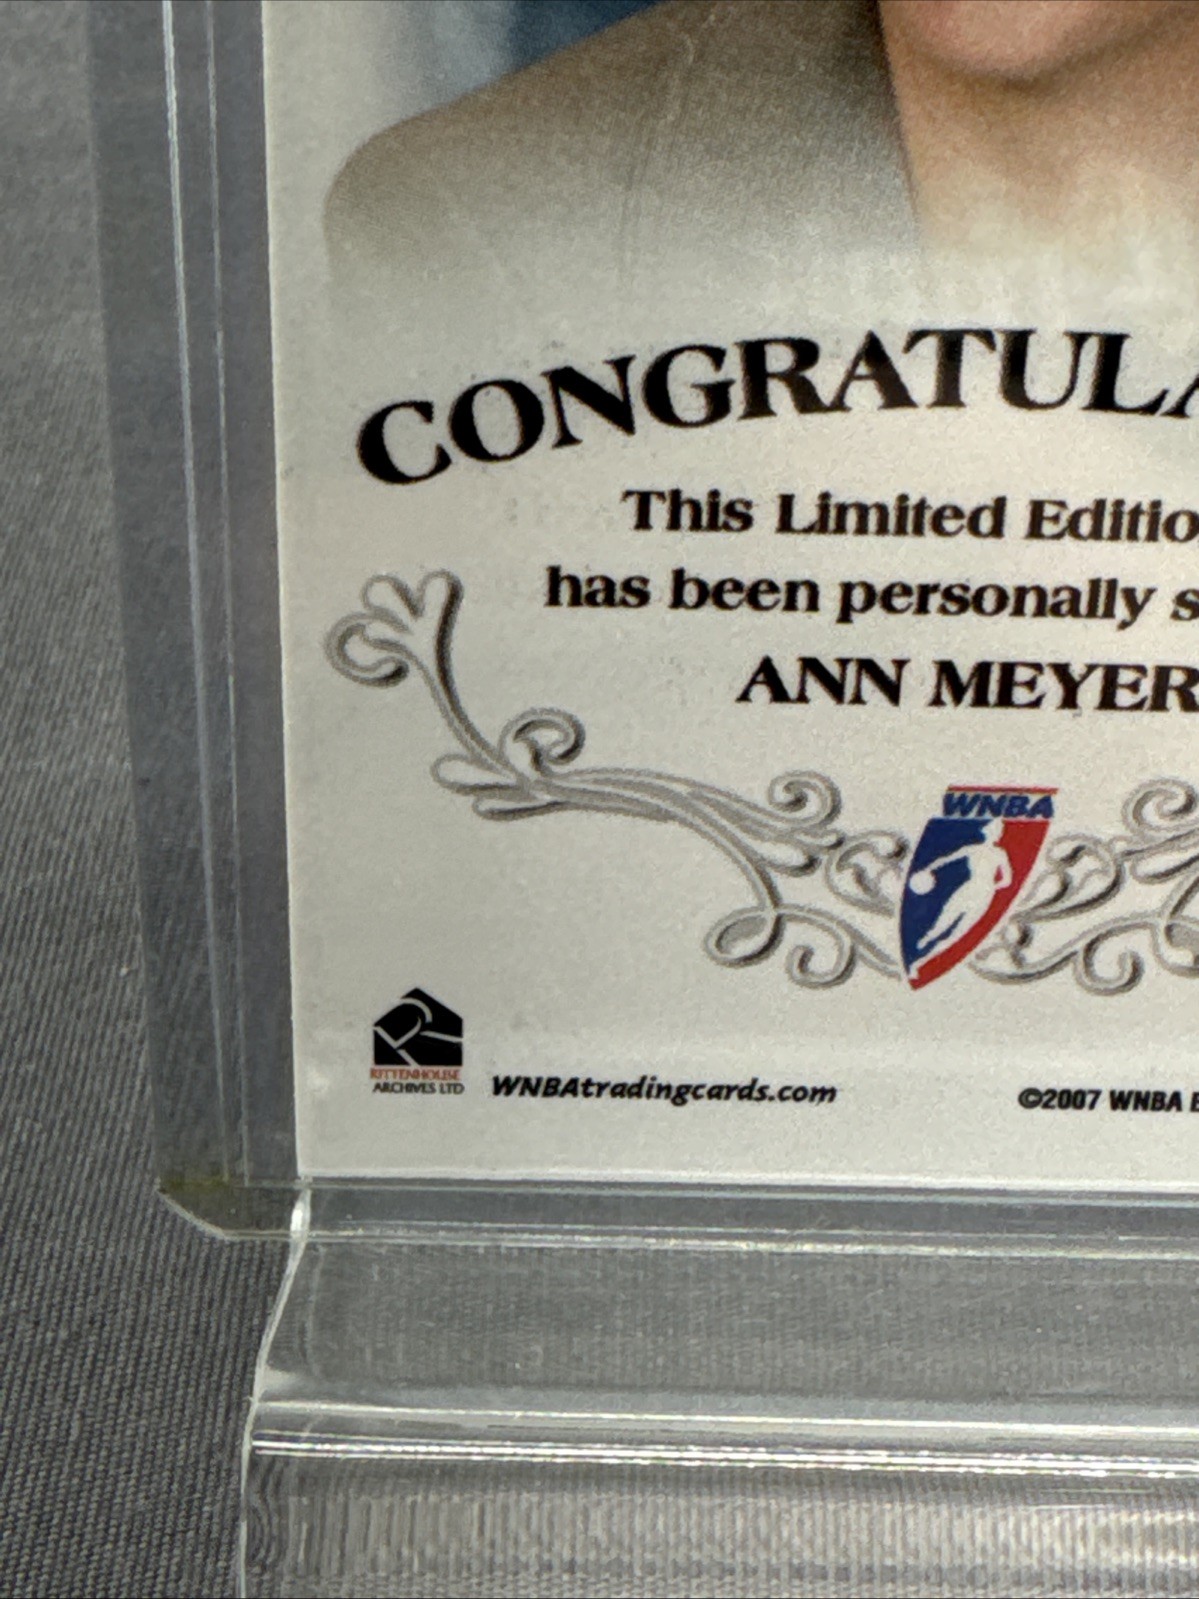 CONGRATULA
This Limited Editio
has been personally s
ANN MEYER
WNBA
RITTENHOUSE
ARCHIVES LTD
WNBAtradingcards.com
©2007 WNBA E